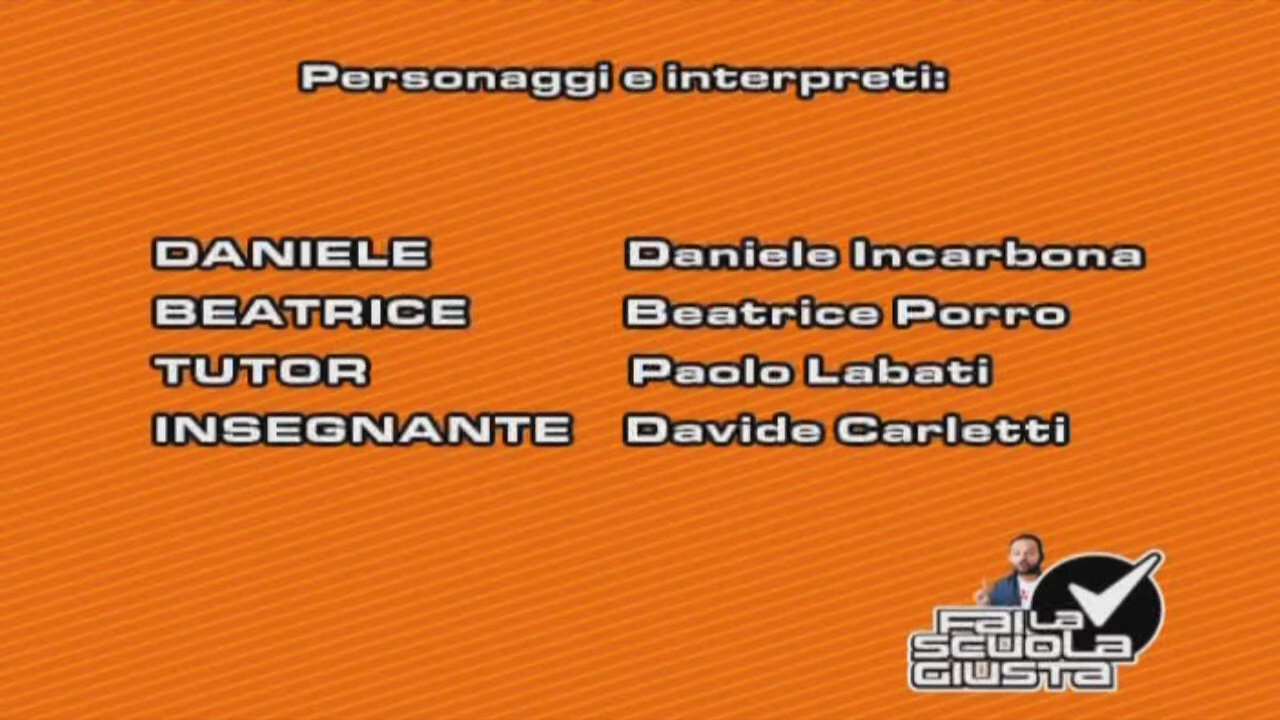 Personaggi e interpreti:
DANIELE Daniele Incarbona
BEATRICE Beatrice Porro
TUTOR Paolo Labati
INSEGNANTE Davide Carletti
FAI LA
SCUOLA
GIUSTA